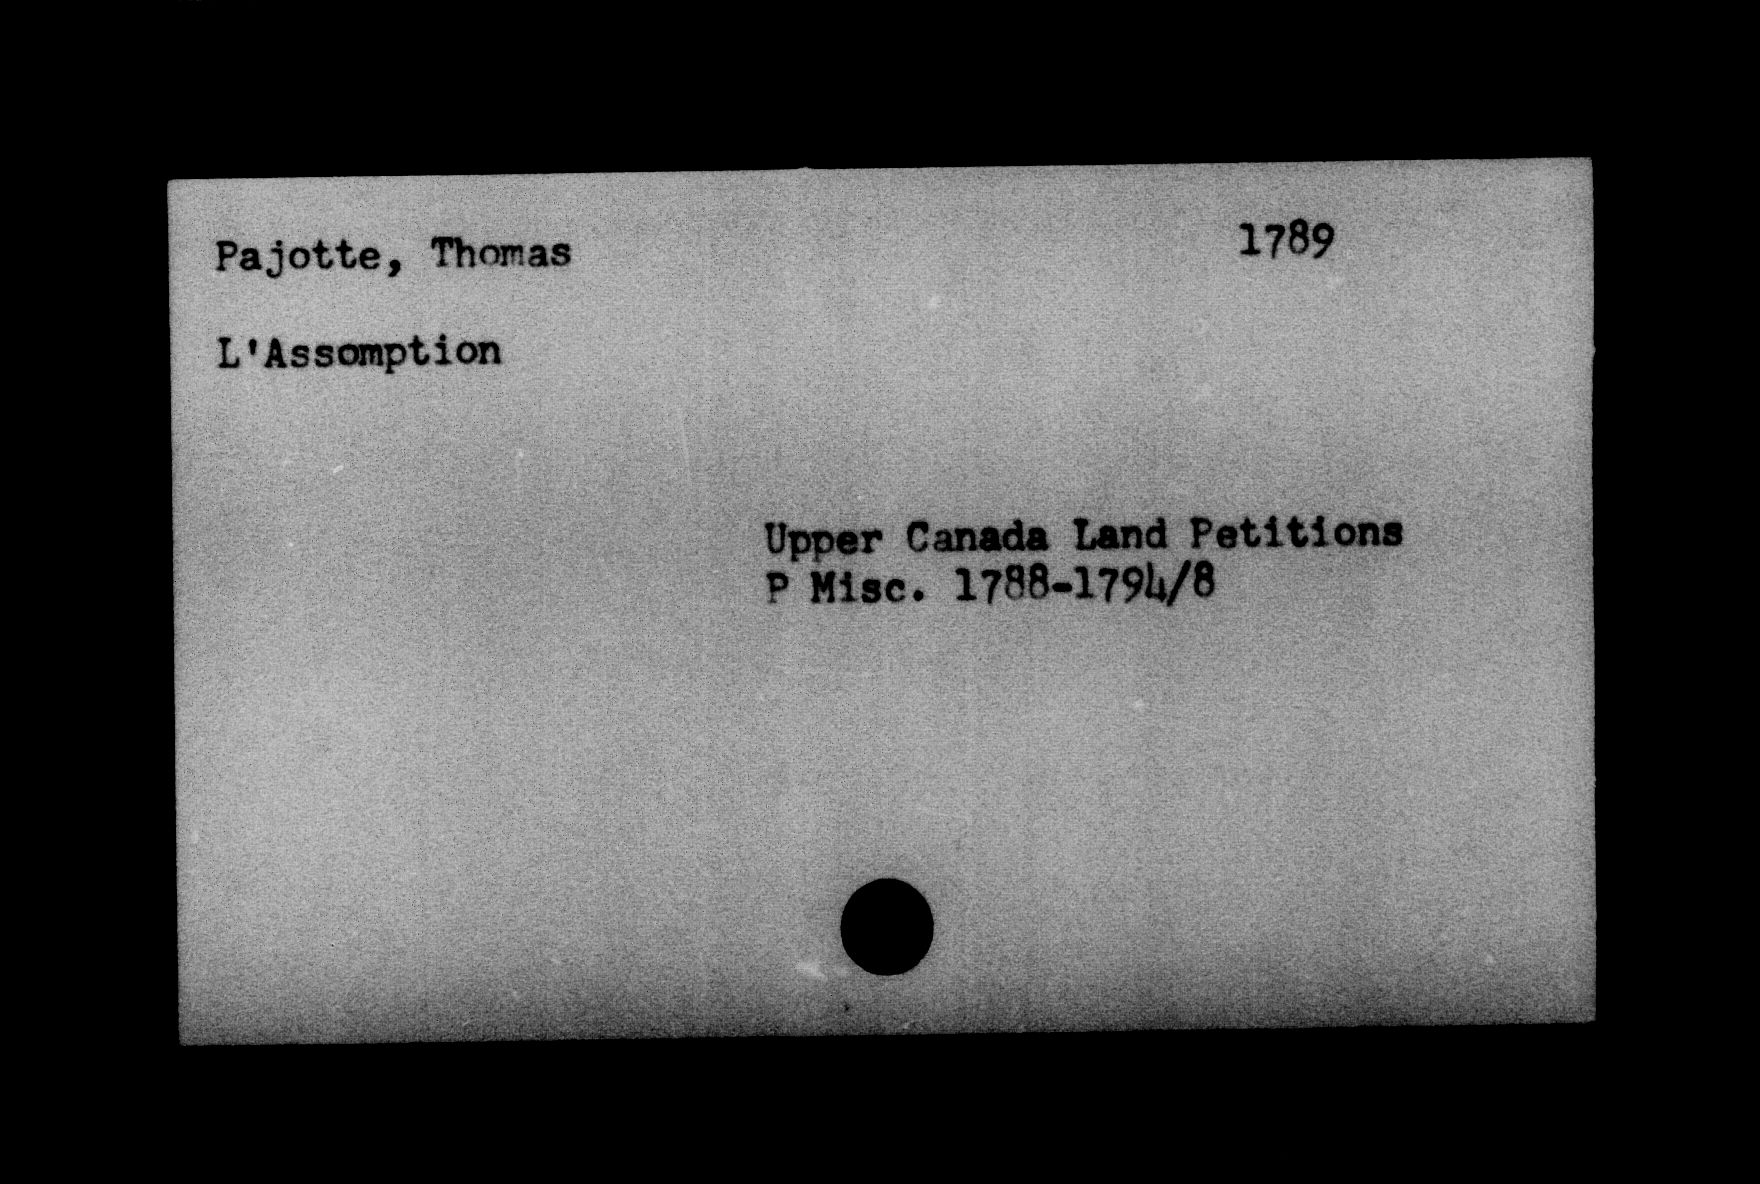 Pajotte, Thomas 1789
L'Assomption
Upper Canada Land Petitions
P Misc. 1788-1794/8